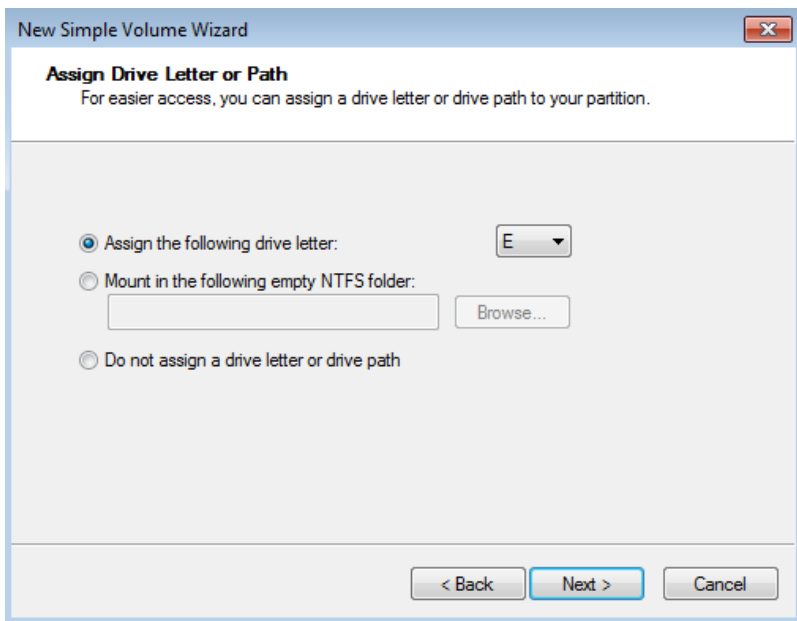 New Simple Volume Wizard
Assign Drive Letter or Path
For easier access, you can assign a drive letter or drive path to your partition.
Assign the following drive letter: E
Mount in the following empty NTFS folder:
Browse...
Do not assign a drive letter or drive path
< Back Next > Cancel